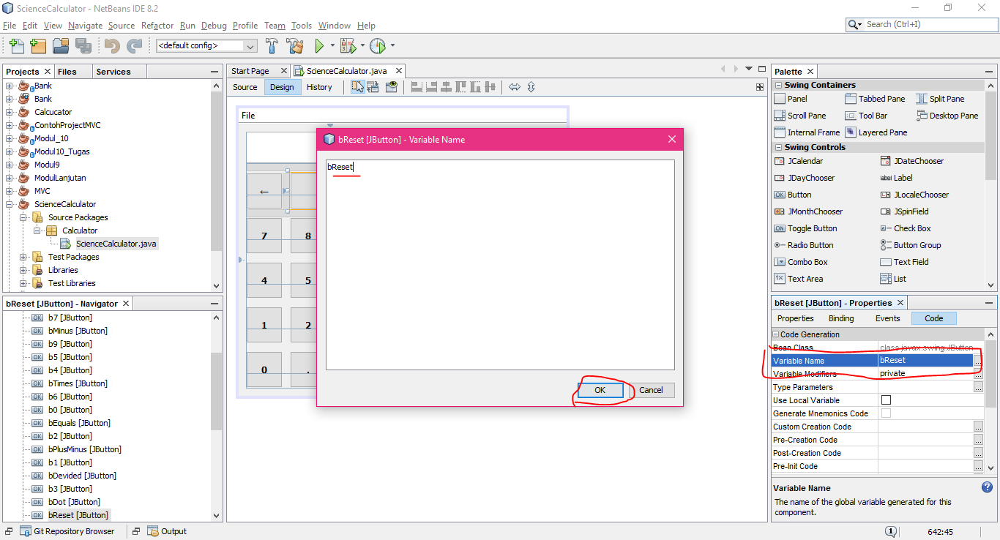 ScienceCalculator - NetBeans IDE 8.2
File Edit View Navigate Source Refactor Run Debug Profile Team Tools Window Help
Search (Ctrl+I)
<default config>
Projects Files Services
Bank
Bank
Calcucator
ContohProjectMVC
Modul_10
Modul10_Tugas
Modul9
ModulLanjutan
MVC
ScienceCalculator
Source Packages
Calculator
ScienceCalculator.java
Test Packages
Libraries
Test Libraries
bReset [JButton] - Navigator
b7 [JButton]
bMinus [JButton]
b9 [JButton]
b5 [JButton]
b4 [JButton]
bTimes [JButton]
b6 [JButton]
b0 [JButton]
bEquals [JButton]
b2 [JButton]
bPlusMinus [JButton]
b1 [JButton]
bDevided [JButton]
b3 [JButton]
bDot [JButton]
bReset [JButton]
Start Page ScienceCalculator.java
Source Design History
File
←
7 8
4 5
1 2
0 .
bReset [JButton] - Variable Name
bReset
OK Cancel
Palette
Swing Containers
Panel Tabbed Pane Split Pane
Scroll Pane Tool Bar Desktop Pane
Internal Frame Layered Pane
Swing Controls
JCalendar JDateChooser
JDayChooser label Label
OK Button JLocaleChooser
JMonthChooser JSpinField
ON Toggle Button Check Box
Radio Button Button Group
Combo Box Text Field
Text Area List
bReset [JButton] - Properties
Properties Binding Events Code
Code Generation
Bean Class class javax.swing.JButton
Variable Name bReset ...
Variable Modifiers private ...
Type Parameters ...
Use Local Variable
Generate Mnemonics Code
Custom Creation Code ...
Pre-Creation Code ...
Post-Creation Code ...
Pre-Init Code ...
Variable Name
The name of the global variable generated for this
component.
Git Repository Browser Output
1 642:45